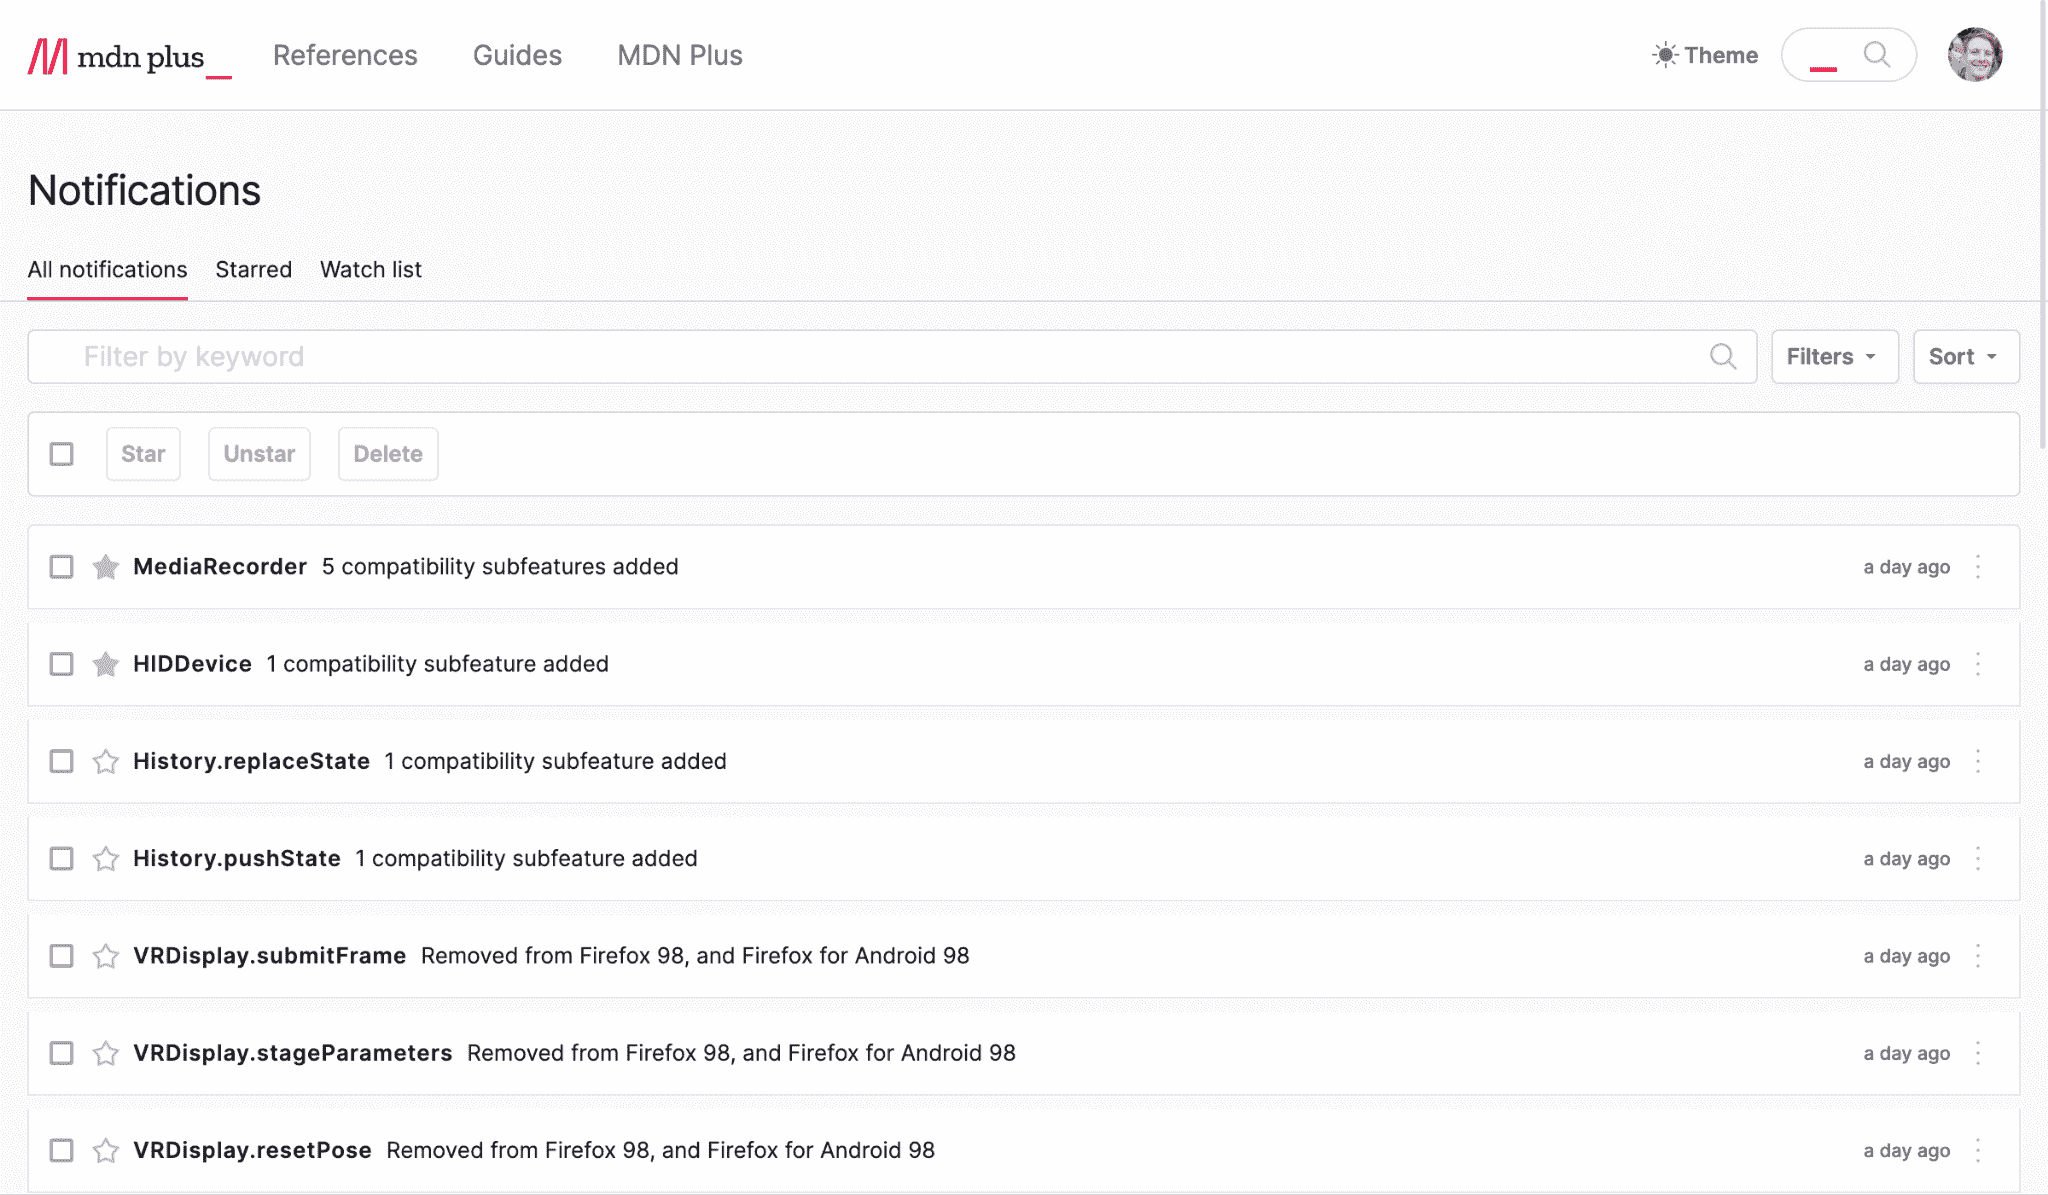 mdn plus_ References Guides MDN Plus Theme
Notifications
All notifications Starred Watch list
Filter by keyword Filters Sort
Star Unstar Delete
MediaRecorder 5 compatibility subfeatures added a day ago
HIDDevice 1 compatibility subfeature added a day ago
History.replaceState 1 compatibility subfeature added a day ago
History.pushState 1 compatibility subfeature added a day ago
VRDisplay.submitFrame Removed from Firefox 98, and Firefox for Android 98 a day ago
VRDisplay.stageParameters Removed from Firefox 98, and Firefox for Android 98 a day ago
VRDisplay.resetPose Removed from Firefox 98, and Firefox for Android 98 a day ago